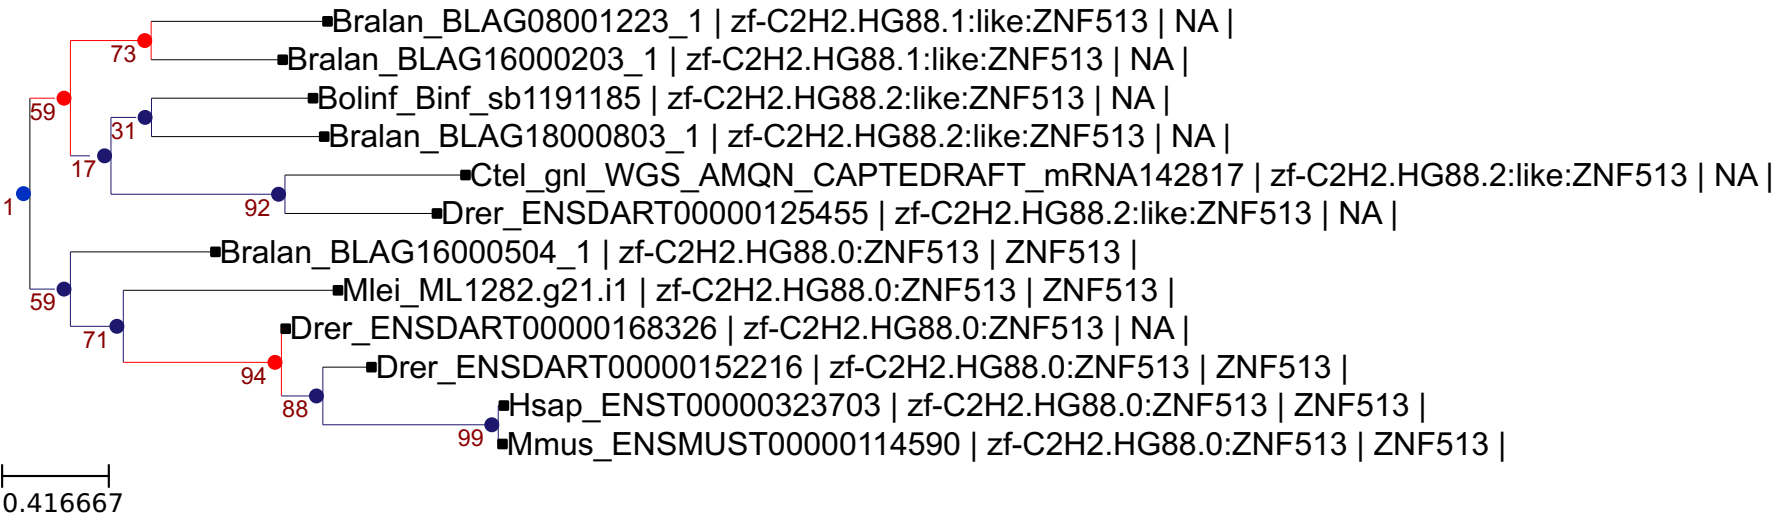 Bralan_BLAG08001223_1 | zf-C2H2.HG88.1:like:ZNF513 | NA |
73
Bralan_BLAG16000203_1 | zf-C2H2.HG88.1:like:ZNF513 | NA |
59
Bolinf_Binf_sb1191185 | zf-C2H2.HG88.2:like:ZNF513 | NA |
31
Bralan_BLAG18000803_1 | zf-C2H2.HG88.2:like:ZNF513 | NA |
17
Ctel_gnl_WGS_AMQN_CAPTEDRAFT_mRNA142817 | zf-C2H2.HG88.2:like:ZNF513 | NA |
1
92
Drer_ENSDART00000125455 | zf-C2H2.HG88.2:like:ZNF513 | NA |
Bralan_BLAG16000504_1 | zf-C2H2.HG88.0:ZNF513 | ZNF513 |
59
Mlei_ML1282.g21.i1 | zf-C2H2.HG88.0:ZNF513 | ZNF513 |
71
Drer_ENSDART00000168326 | zf-C2H2.HG88.0:ZNF513 | NA |
94
Drer_ENSDART00000152216 | zf-C2H2.HG88.0:ZNF513 | ZNF513 |
88
Hsap_ENST00000323703 | zf-C2H2.HG88.0:ZNF513 | ZNF513 |
99
Mmus_ENSMUST00000114590 | zf-C2H2.HG88.0:ZNF513 | ZNF513 |
0.416667